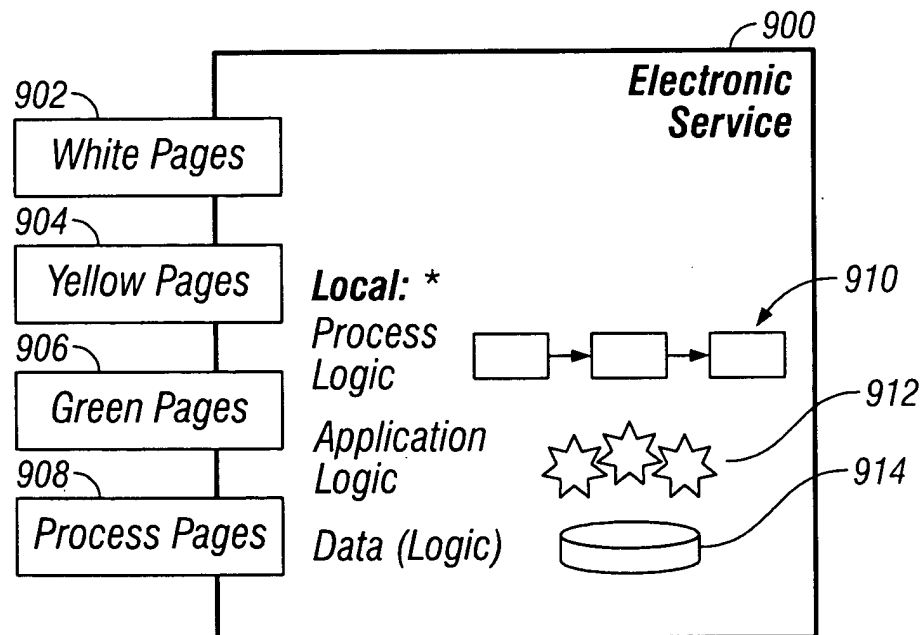 900
Electronic
Service
902
White Pages
904
Yellow Pages
906
Green Pages
908
Process Pages
Local: *
Process
Logic
910
Application
Logic
912
Data (Logic)
914